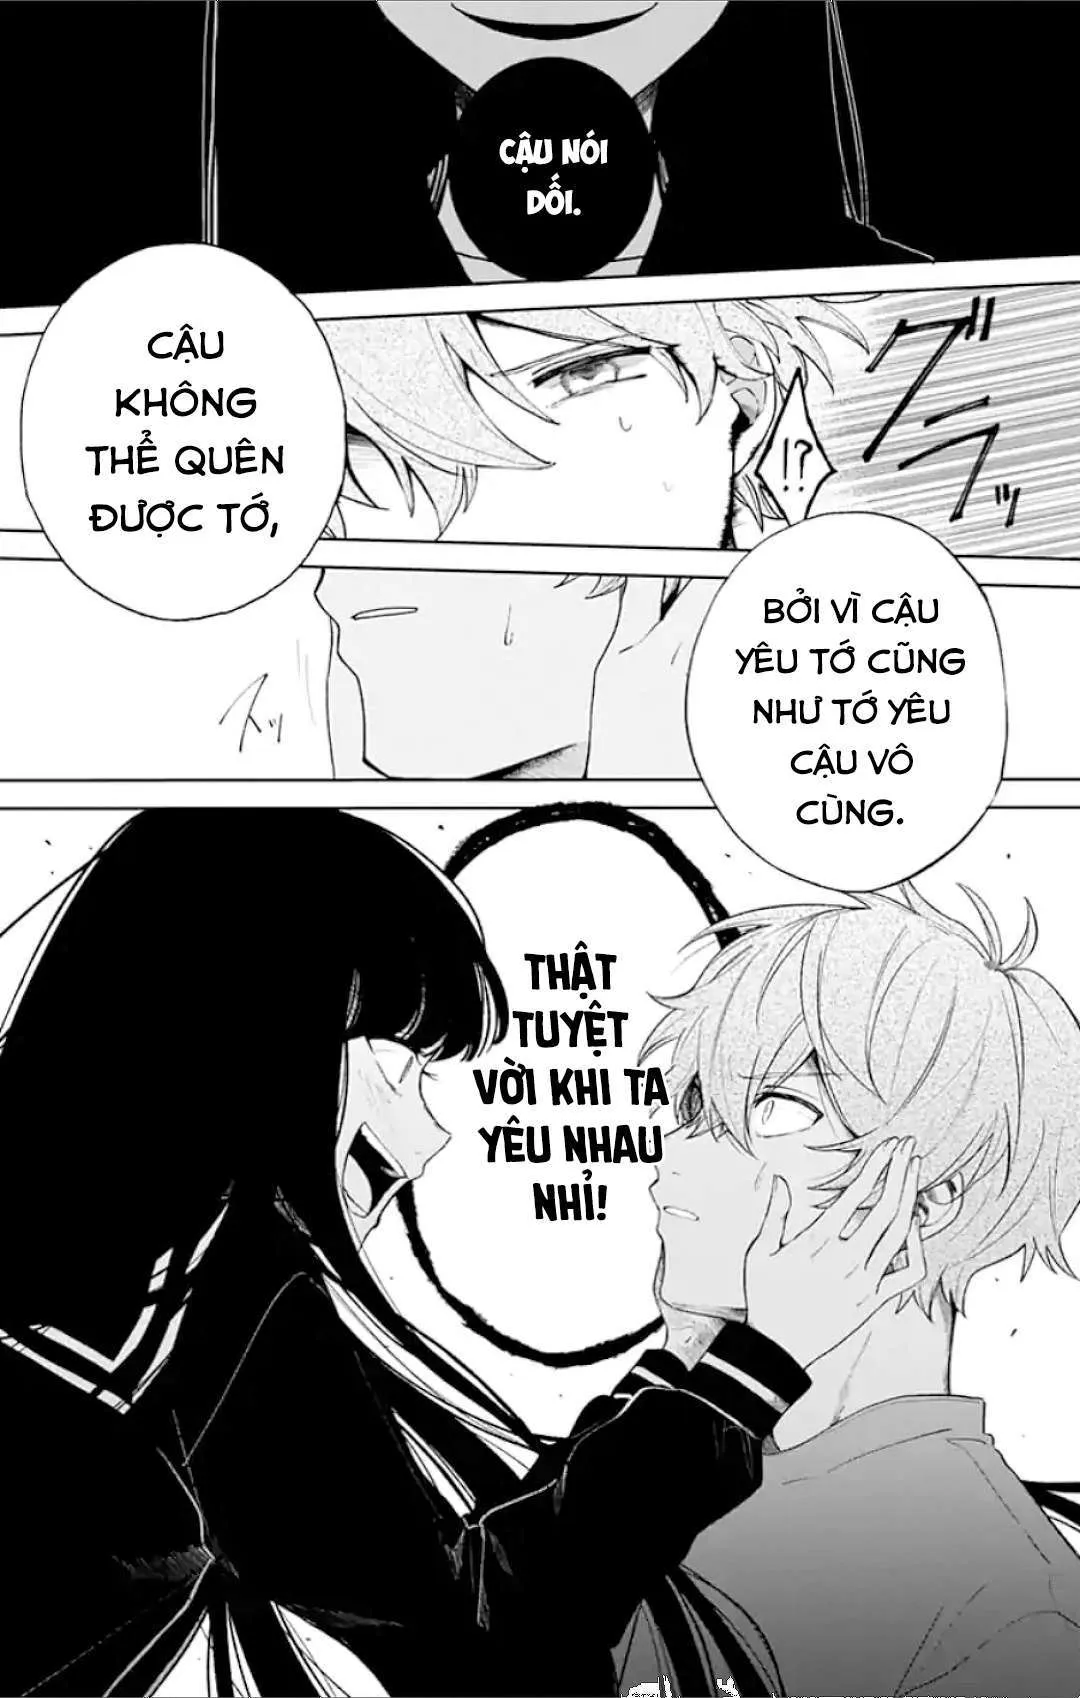 CẬU NÓI
DỐI.
!?
BỞI VÌ CẬU
YÊU TỚ CŨNG
NHƯ TỚ YÊU
CẬU VÔ
CÙNG.
CẬU
KHÔNG
THỂ QUÊN
ĐƯỢC TỚ,
THẬT
TUYỆT
VỜI KHI TA
YÊU NHAU
NHỈ!